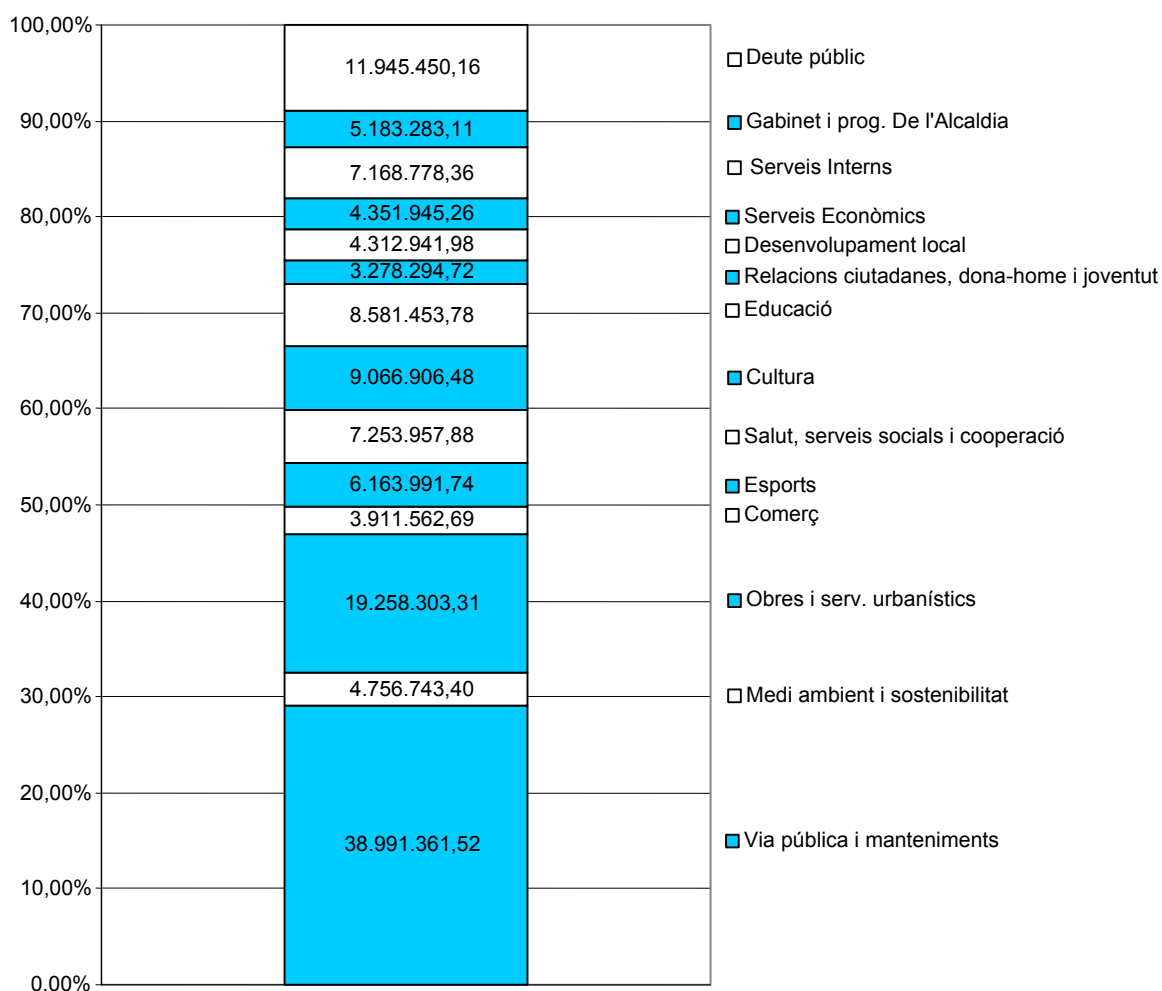 100,00%
11.945.450,16
Deute públic
90,00%
5.183.283,11
Gabinet i prog. De l'Alcaldia
7.168.778,36
Serveis Interns
80,00%
4.351.945,26
Serveis Econòmics
4.312.941,98
Desenvolupament local
3.278.294,72
Relacions ciutadanes, dona-home i joventut
70,00%
8.581.453,78
Educació
9.066.906,48
Cultura
60,00%
7.253.957,88
Salut, serveis socials i cooperació
6.163.991,74
Esports
50,00%
3.911.562,69
Comerç
40,00%
19.258.303,31
Obres i serv. urbanístics
30,00%
4.756.743,40
Medi ambient i sostenibilitat
20,00%
38.991.361,52
Via pública i manteniments
10,00%
0,00%